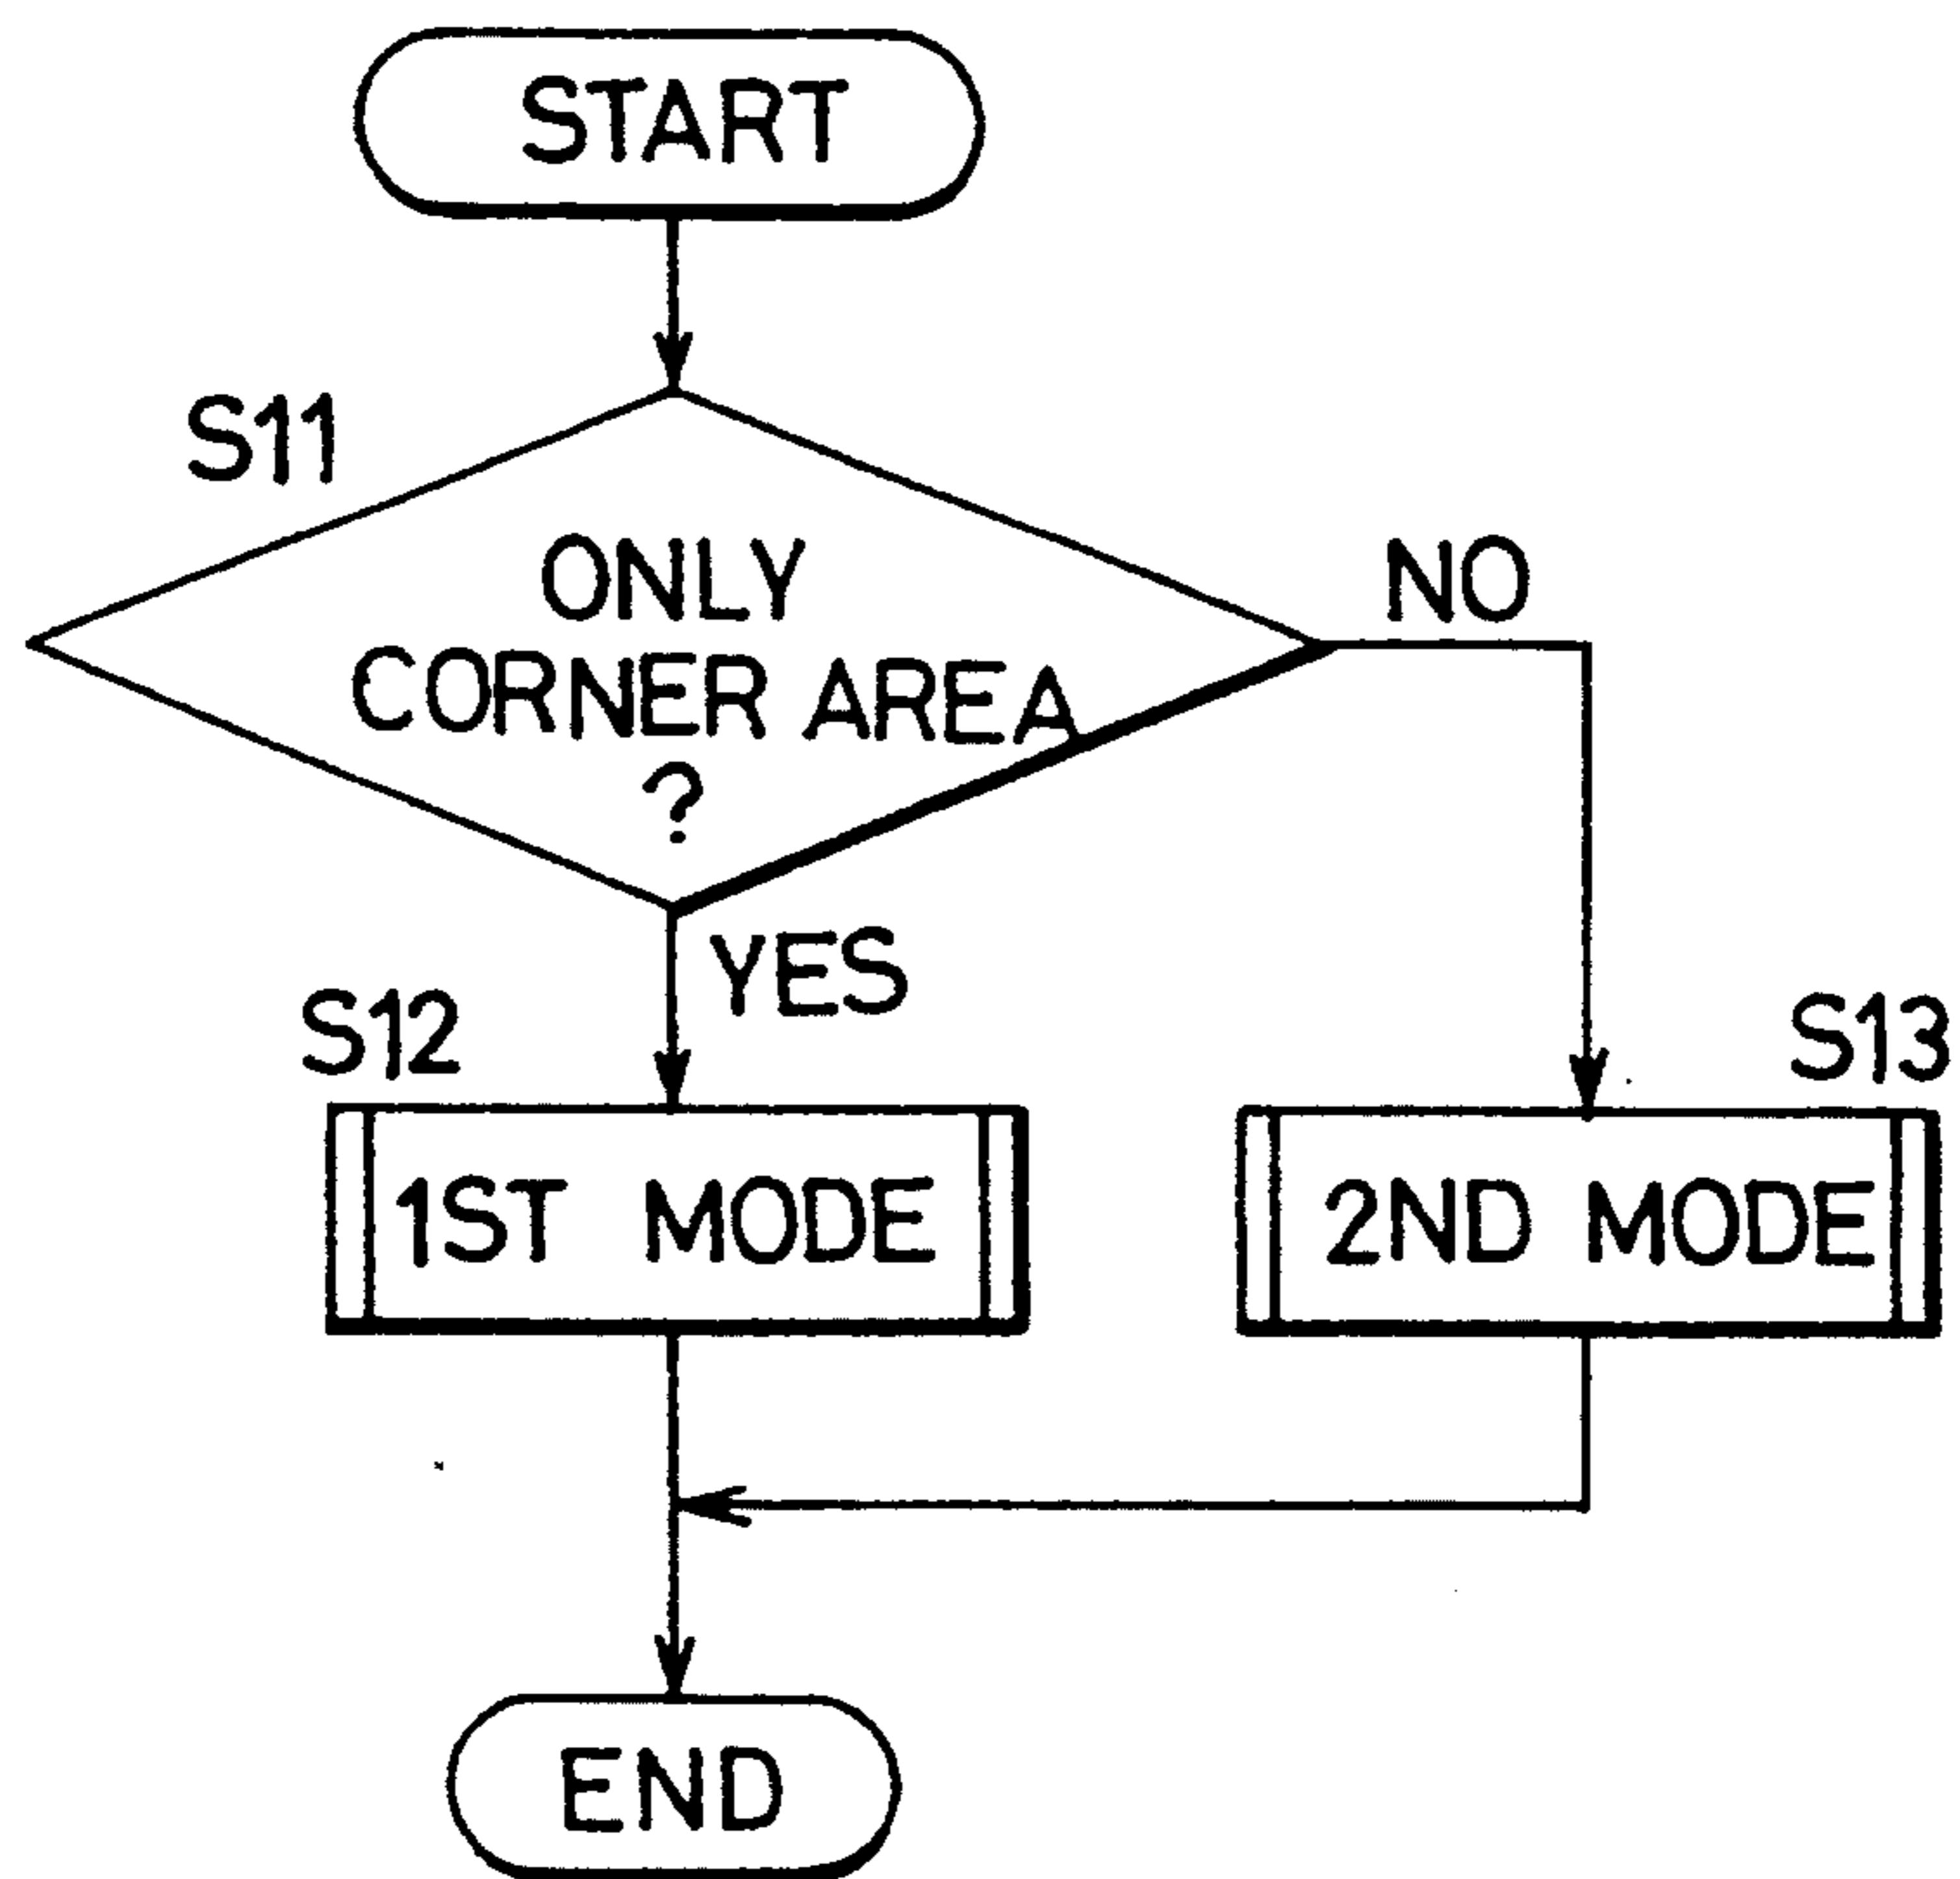 START
S11
ONLY
CORNER AREA
?
NO
YES
S12
S13
1ST MODE
2ND MODE
END